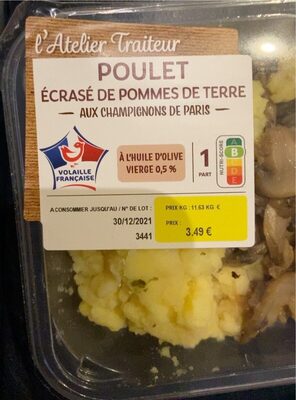 l'Atelier Traiteur
POULET
ÉCRASÉ DE POMMES DE TERRE
AUX CHAMPIGNONS DE PARIS
VOLAILLE
FRANÇAISE
À L'HUILE D'OLIVE
VIERGE 0,5 %
1
PART
NUTRI-SCORE
A
B
D
E
A CONSOMMER JUSQU'AU / N° DE LOT :
30/12/2021
3441
PRIX KG : 11.63 KG €
PRIX :
3,49 €